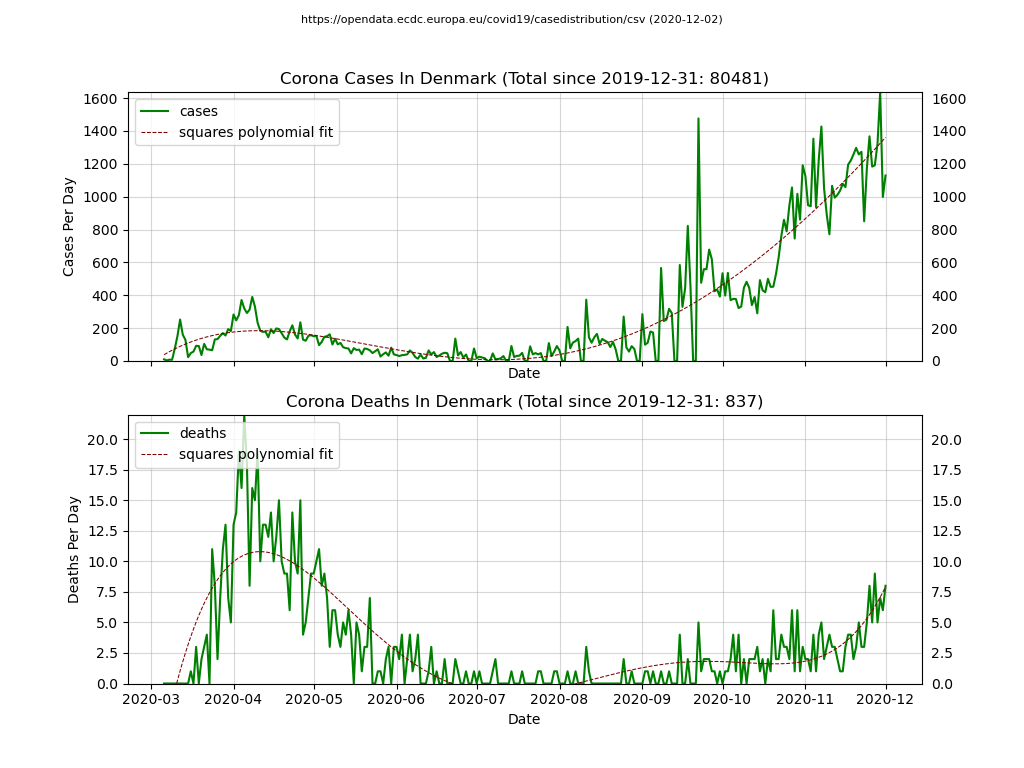 https://opendata.ecdc.europa.eu/covid19/casedistribution/csv (2020-12-02)
Corona Cases In Denmark (Total since 2019-12-31: 80481)
cases
squares polynomial fit
Cases Per Day
1600 1600
1400 1400
1200 1200
1000 1000
800 800
600 600
400 400
200 200
0 0
Date
Corona Deaths In Denmark (Total since 2019-12-31: 837)
deaths
squares polynomial fit
Deaths Per Day
20.0 20.0
17.5 17.5
15.0 15.0
12.5 12.5
10.0 10.0
7.5 7.5
5.0 5.0
2.5 2.5
0.0 0.0
2020-03 2020-04 2020-05 2020-06 2020-07 2020-08 2020-09 2020-10 2020-11 2020-12
Date